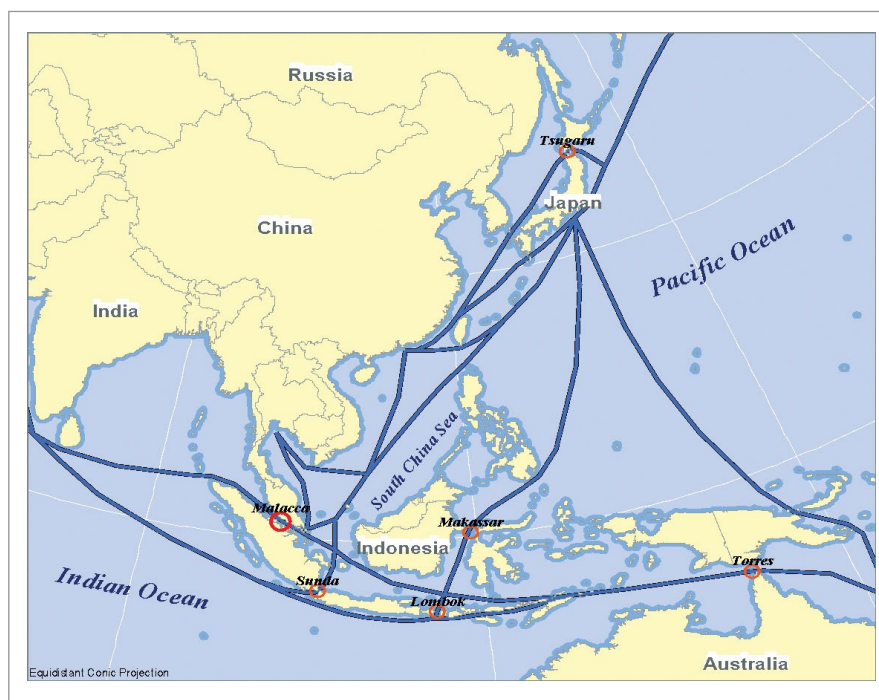 Russia
Tsugaru
Japan
China
Pacific Ocean
India
South China Sea
Malacca
Makassar
Indonesia
Torres
Sunda
Indian Ocean
Lombok
Australia
Equidistant Conic Projection